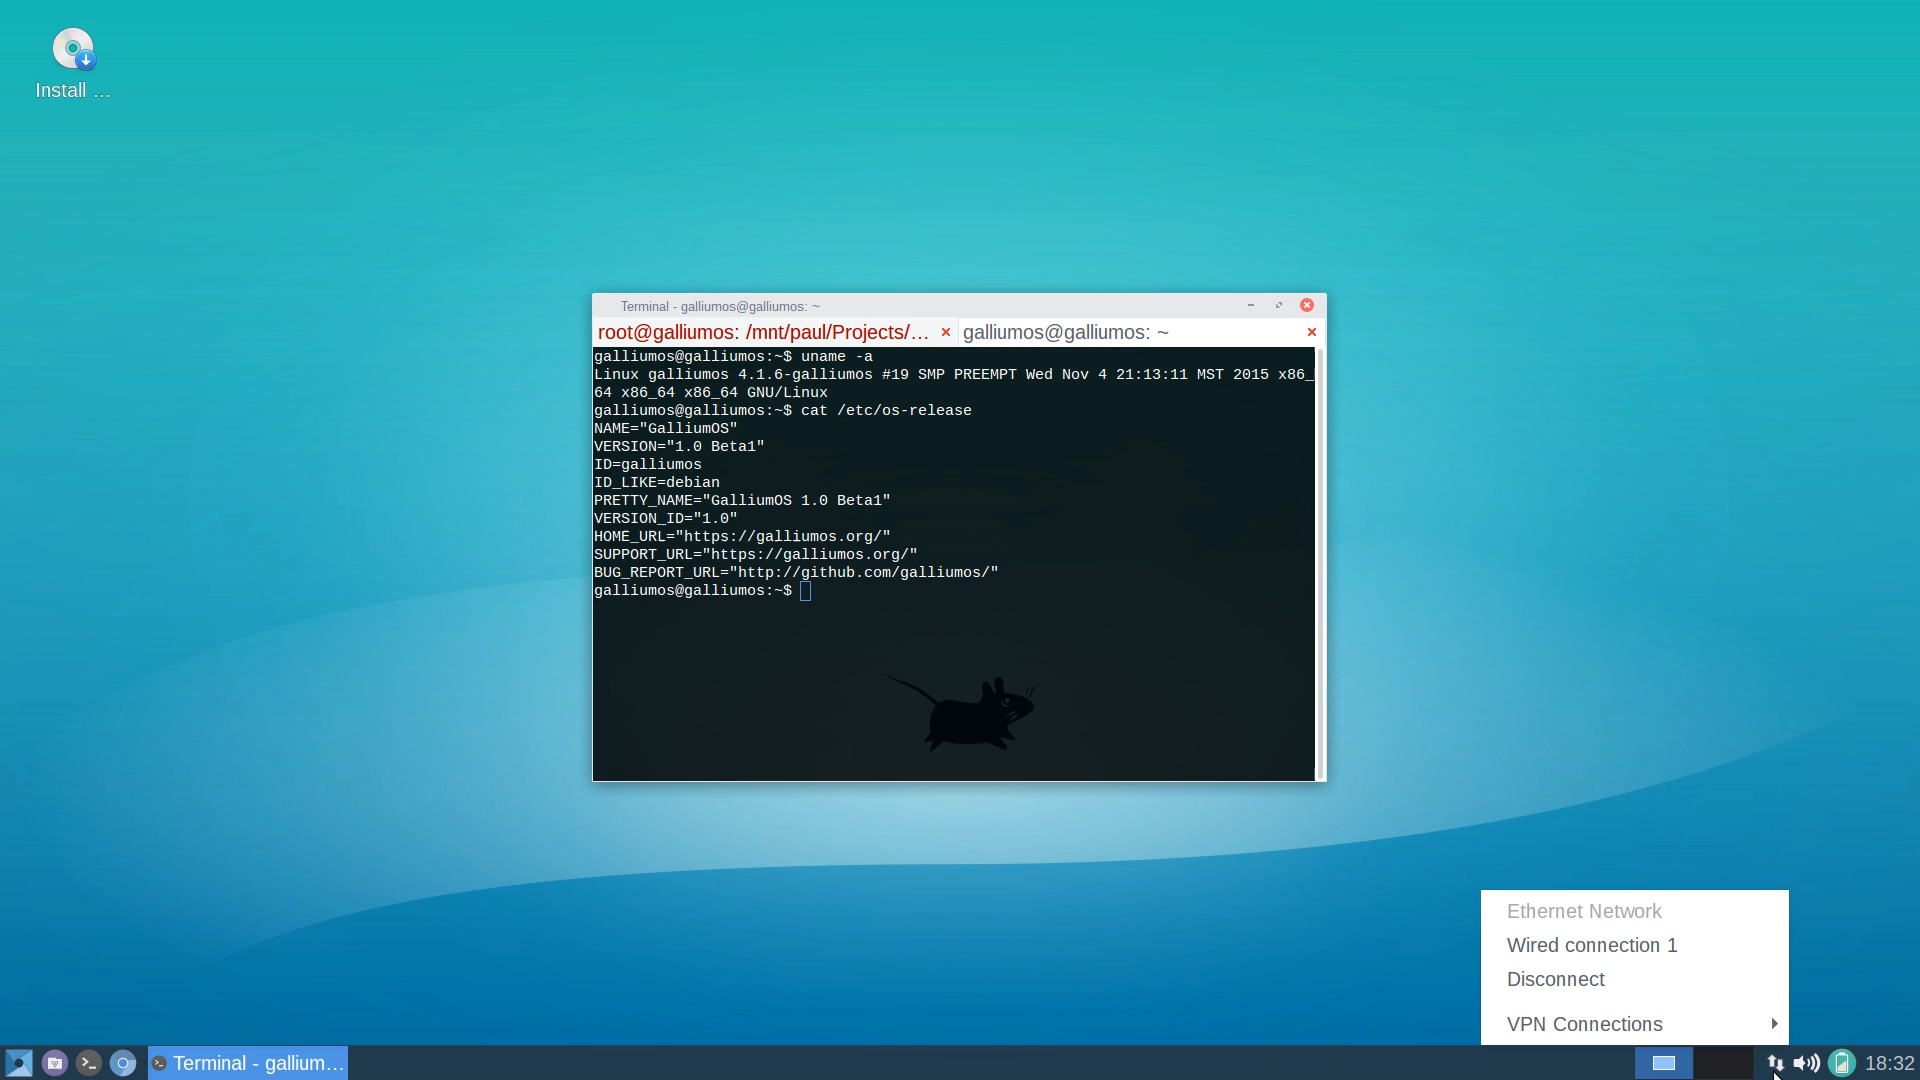 Install ...
Terminal - galliumos@galliumos: ~
root@galliumos: /mnt/paul/Projects/... galliumos@galliumos: ~
galliumos@galliumos:~$ uname -a
Linux galliumos 4.1.6-galliumos #19 SMP PREEMPT Wed Nov 4 21:13:11 MST 2015 x86_
64 x86_64 x86_64 GNU/Linux
galliumos@galliumos:~$ cat /etc/os-release
NAME="GalliumOS"
VERSION="1.0 Beta1"
ID=galliumos
ID_LIKE=debian
PRETTY_NAME="GalliumOS 1.0 Beta1"
VERSION_ID="1.0"
HOME_URL="https://galliumos.org/"
SUPPORT_URL="https://galliumos.org/"
BUG_REPORT_URL="http://github.com/galliumos/"
galliumos@galliumos:~$
Ethernet Network
Wired connection 1
Disconnect
VPN Connections
Terminal - gallium...
18:32